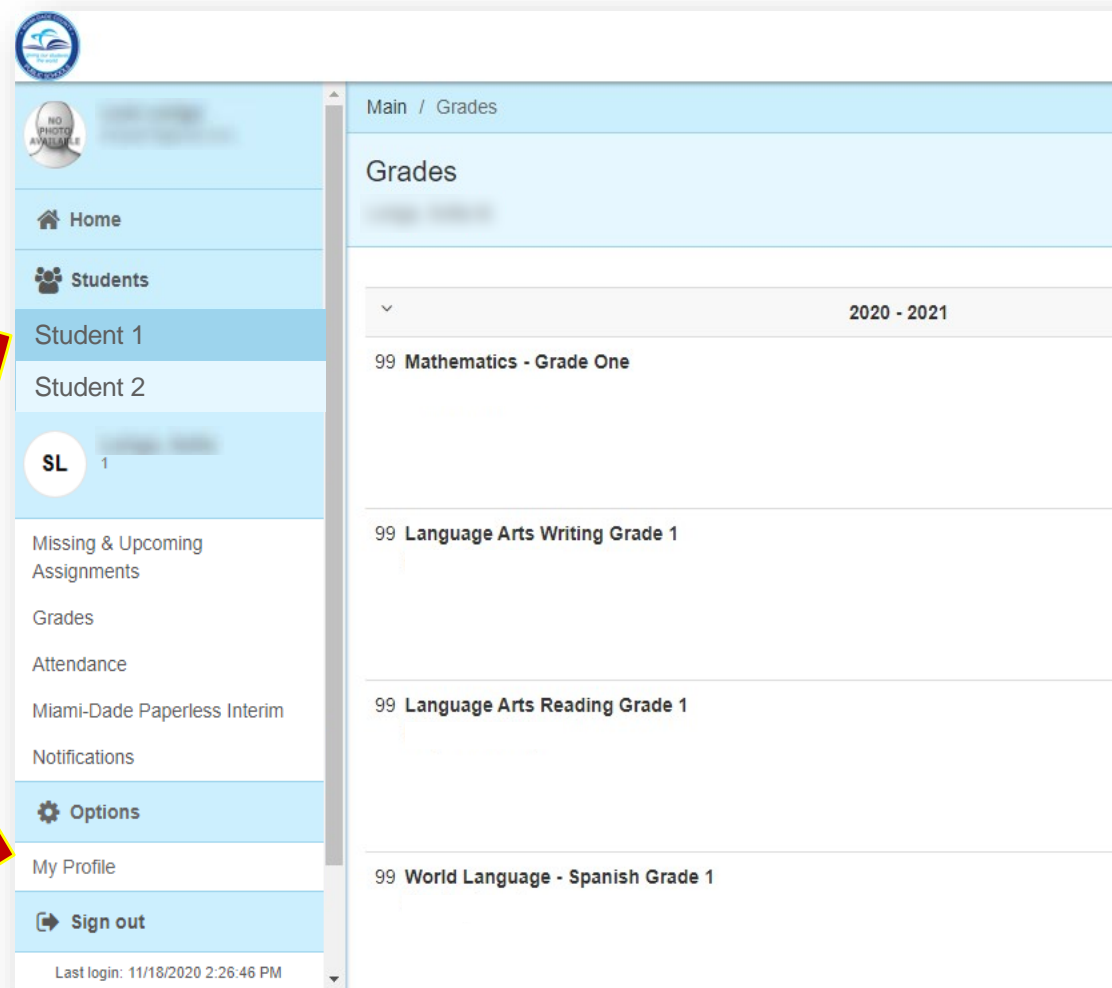 NO
PHOTO
AVAILABLE
Main / Grades
Grades
Home
Students
Student 1
Student 2
SL
1
Missing & Upcoming
Assignments
Grades
Attendance
Miami-Dade Paperless Interim
Notifications
Options
My Profile
Sign out
Last login: 11/18/2020 2:26:46 PM
2020 - 2021
99 Mathematics - Grade One
99 Language Arts Writing Grade 1
99 Language Arts Reading Grade 1
99 World Language - Spanish Grade 1